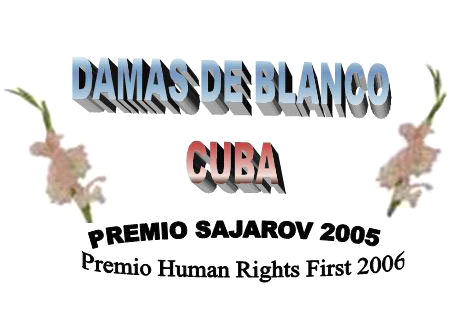 DAMAS DE BLANCO
CUBA
PREMIO SAJAROV 2005
Premio Human Rights First 2006